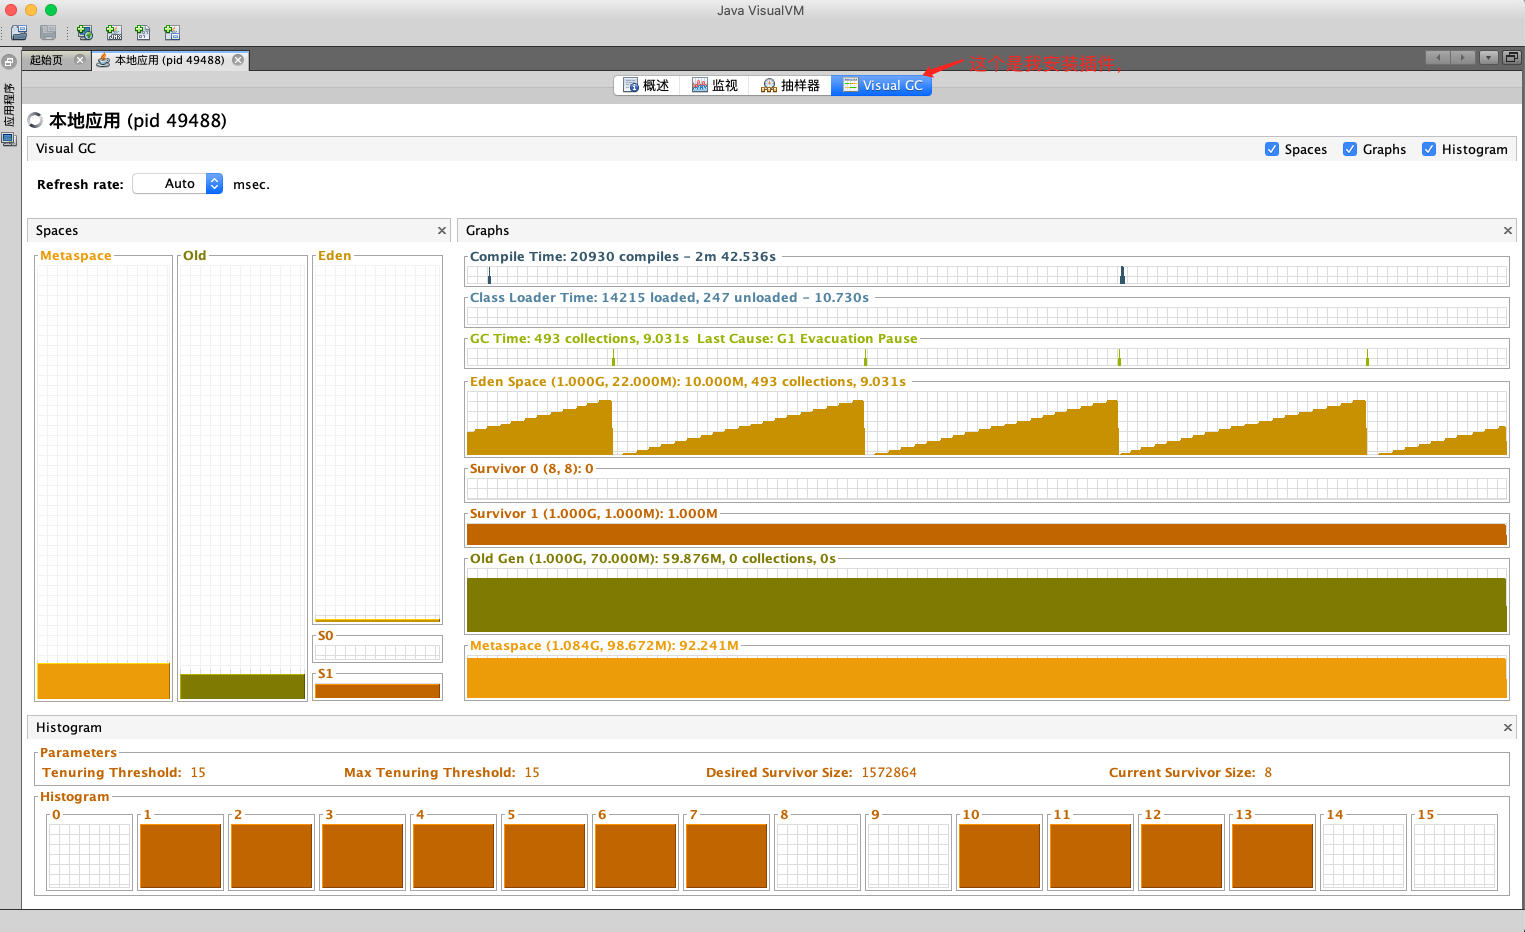 Java VisualVM
起始页
本地应用 (pid 49488)
这个是我安装插件，
应用程序
概述
监视
抽样器
Visual GC
本地应用 (pid 49488)
Visual GC
Spaces
Graphs
Histogram
Refresh rate: Auto msec.
Spaces
Metaspace
Old
Eden
S0
S1
Graphs
Compile Time: 20930 compiles - 2m 42.536s
Class Loader Time: 14215 loaded, 247 unloaded - 10.730s
GC Time: 493 collections, 9.031s Last Cause: G1 Evacuation Pause
Eden Space (1.000G, 22.000M): 10.000M, 493 collections, 9.031s
Survivor 0 (8, 8): 0
Survivor 1 (1.000G, 1.000M): 1.000M
Old Gen (1.000G, 70.000M): 59.876M, 0 collections, 0s
Metaspace (1.084G, 98.672M): 92.241M
Histogram
Parameters
Tenuring Threshold: 15 Max Tenuring Threshold: 15 Desired Survivor Size: 1572864 Current Survivor Size: 8
Histogram
0 1 2 3 4 5 6 7 8 9 10 11 12 13 14 15